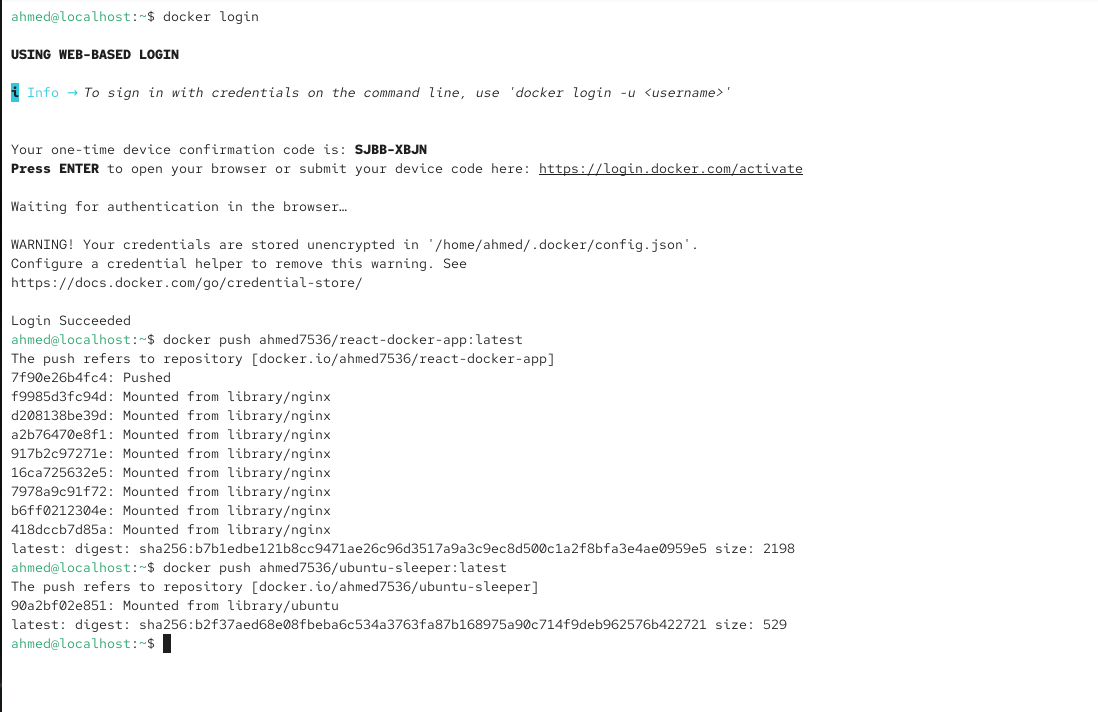 ahmed@localhost:~$ docker login
USING WEB-BASED LOGIN
i Info → To sign in with credentials on the command line, use 'docker login -u <username>'
Your one-time device confirmation code is: SJBB-XBJN
Press ENTER to open your browser or submit your device code here: https://login.docker.com/activate
Waiting for authentication in the browser…
WARNING! Your credentials are stored unencrypted in '/home/ahmed/.docker/config.json'.
Configure a credential helper to remove this warning. See
https://docs.docker.com/go/credential-store/
Login Succeeded
ahmed@localhost:~$ docker push ahmed7536/react-docker-app:latest
The push refers to repository [docker.io/ahmed7536/react-docker-app]
7f90e26b4fc4: Pushed
f9985d3fc94d: Mounted from library/nginx
d208138be39d: Mounted from library/nginx
a2b76470e8f1: Mounted from library/nginx
917b2c97271e: Mounted from library/nginx
16ca725632e5: Mounted from library/nginx
7978a9c91f72: Mounted from library/nginx
b6ff0212304e: Mounted from library/nginx
418dccb7d85a: Mounted from library/nginx
latest: digest: sha256:b7b1edbe121b8cc9471ae26c96d3517a9a3c9ec8d500c1a2f8bfa3e4ae0959e5 size: 2198
ahmed@localhost:~$ docker push ahmed7536/ubuntu-sleeper:latest
The push refers to repository [docker.io/ahmed7536/ubuntu-sleeper]
90a2bf02e851: Mounted from library/ubuntu
latest: digest: sha256:b2f37aed68e08fbeba6c534a3763fa87b168975a90c714f9deb962576b422721 size: 529
ahmed@localhost:~$